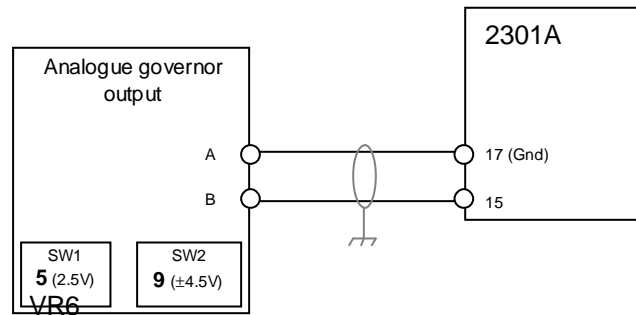 2301A
Analogue governor
output
A
17 (Gnd)
B
15
SW1
5 (2.5V)
SW2
9 (±4.5V)
VR6